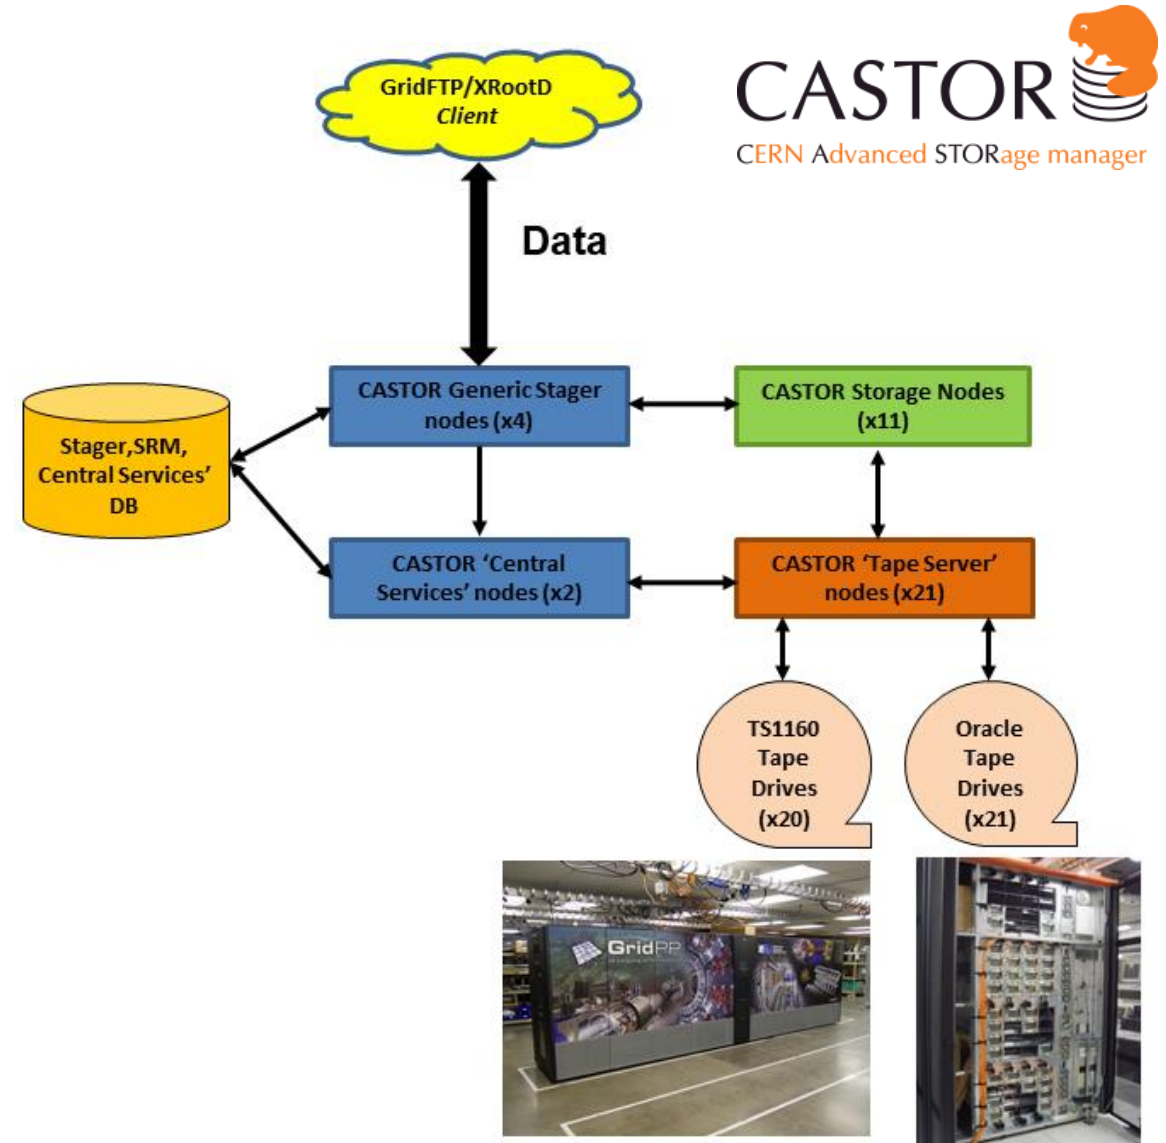 GridFTP/XRootD
Client
CASTOR
CERN Advanced STORage manager
Data
CASTOR Generic Stager
nodes (x4)
CASTOR Storage Nodes
(x11)
Stager,SRM,
Central Services’
DB
CASTOR ‘Central
Services’ nodes (x2)
CASTOR ‘Tape Server’
nodes (x21)
TS1160
Tape
Drives
(x20)
Oracle
Tape
Drives
(x21)
GridPP